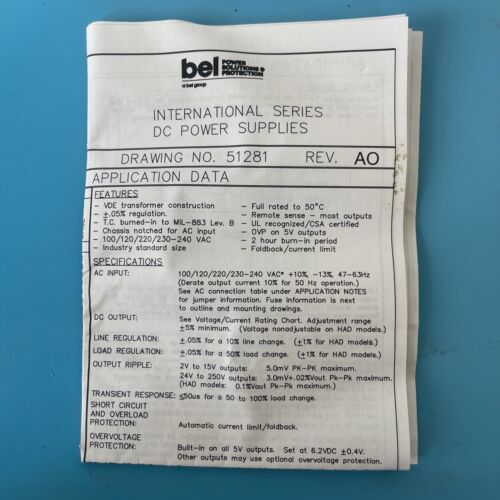 bel POWER SOLUTIONS & PROTECTION
a bel group
INTERNATIONAL SERIES
DC POWER SUPPLIES
DRAWING NO. 51281 REV. AO
APPLICATION DATA
FEATURES
- VDE transformer construction - Full rated to 50°C
- ±.05% regulation. - Remote sense - most outputs
- T.C. burned-in to MIL-883 Lev. B - UL recognized/CSA certified
- Chassis notched for AC input - OVP on 5V outputs
- 100/120/220/230-240 VAC - 2 hour burn-in period
- Industry standard size - Foldback/current limit
SPECIFICATIONS
AC INPUT: 100/120/220/230-240 VAC* +10%, -13%, 47-63Hz
(Derate output current 10% for 50 Hz operation.)
See AC connection table under APPLICATION NOTES
for jumper information. Fuse information is next
to outline and mounting drawings.
DC OUTPUT: See Voltage/Current Rating Chart. Adjustment range
±5% minimum. (Voltage nonadjustable on HAD models.)
LINE REGULATION: ±.05% for a 10% line change. (±1% for HAD models.)
LOAD REGULATION: ±.05% for a 50% load change. (±1% for HAD models.)
OUTPUT RIPPLE: 2V to 15V outputs: 5.0mV PK-PK maximum.
24V to 250V outputs: 3.0mV+.02%Vout Pk-Pk maximum.
(HAD models: 0.1%Vout Pk-Pk maximum.)
TRANSIENT RESPONSE: ≤50us for a 50 to 100% load change.
SHORT CIRCUIT
AND OVERLOAD
PROTECTION: Automatic current limit/foldback.
OVERVOLTAGE
PROTECTION: Built-in on all 5V outputs. Set at 6.2VDC ±0.4V.
Other outputs may use optional overvoltage protection.